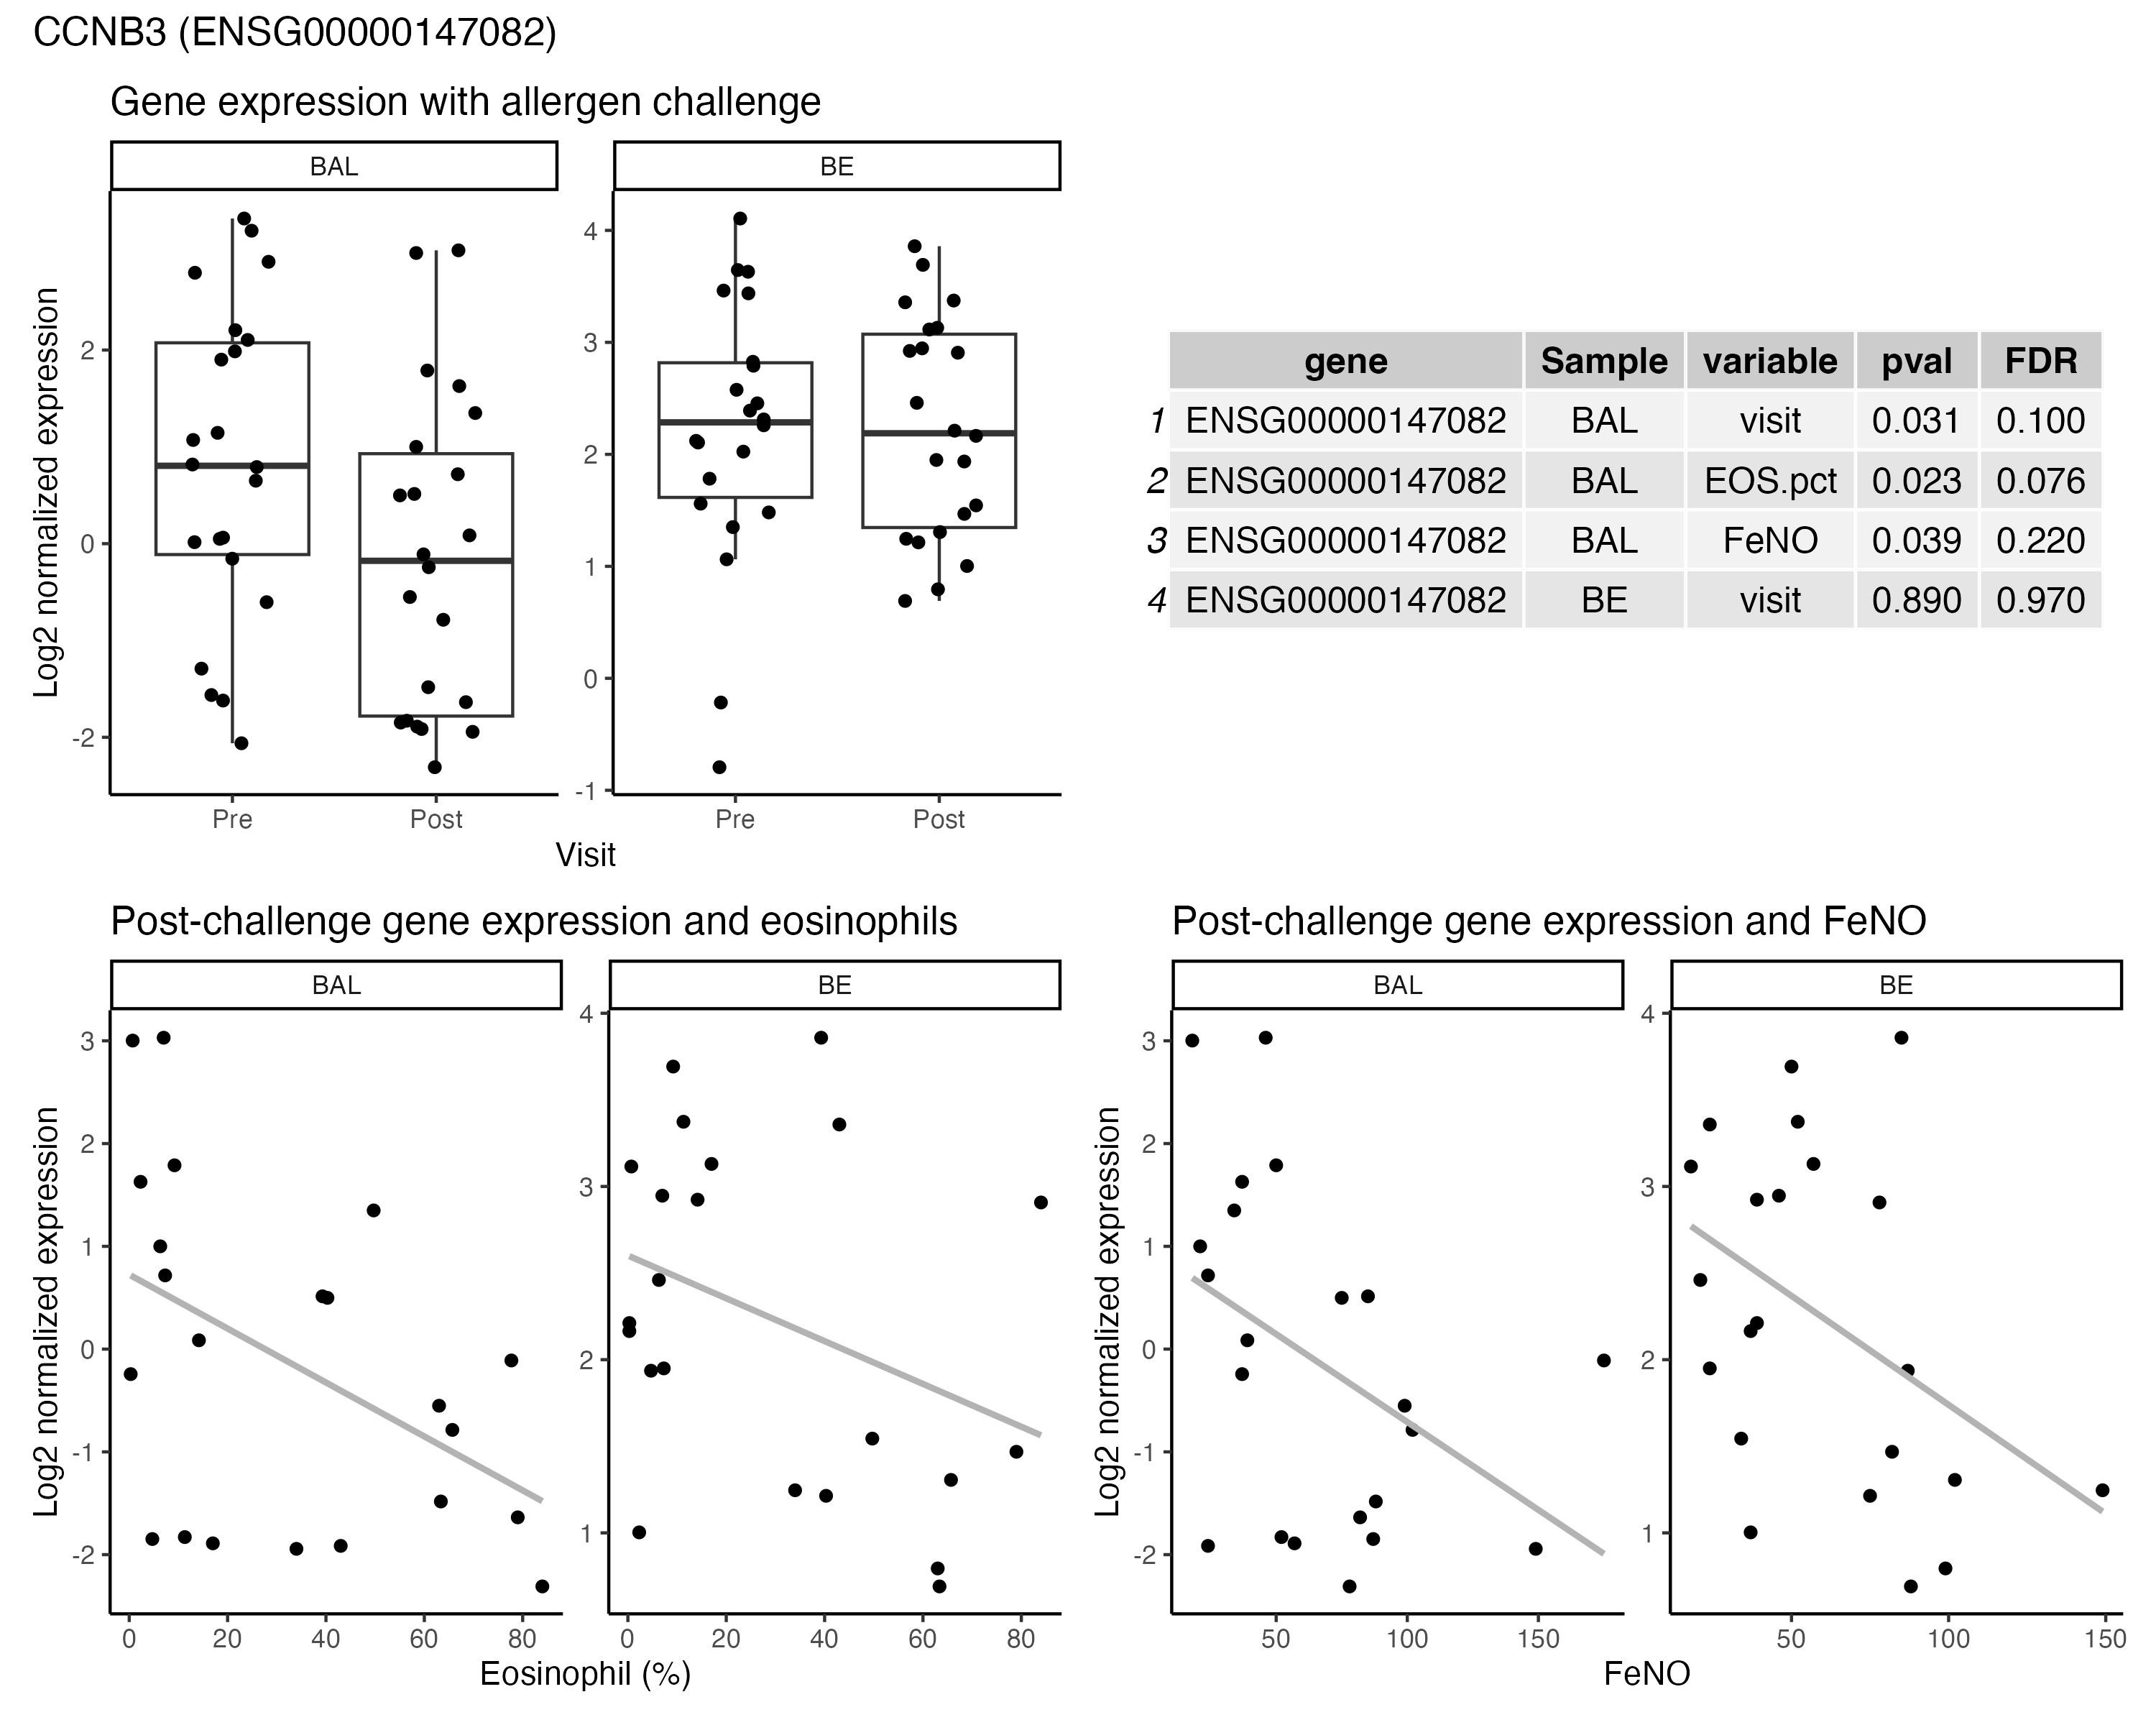 CCNB3 (ENSG00000147082)
Gene expression with allergen challenge
BAL
BE
Log2 normalized expression
2
0
-2
4
3
2
1
0
-1
Pre
Post
Pre
Post
Visit
gene Sample variable pval FDR
1 ENSG00000147082 BAL visit 0.031 0.100
2 ENSG00000147082 BAL EOS.pct 0.023 0.076
3 ENSG00000147082 BAL FeNO 0.039 0.220
4 ENSG00000147082 BE visit 0.890 0.970
Post-challenge gene expression and eosinophils
BAL
BE
Log2 normalized expression
3
2
1
0
-1
-2
4
3
2
1
0 20 40 60 80
0 20 40 60 80
Eosinophil (%)
Post-challenge gene expression and FeNO
BAL
BE
Log2 normalized expression
3
2
1
0
-1
-2
4
3
2
1
50 100 150
50 100 150
FeNO